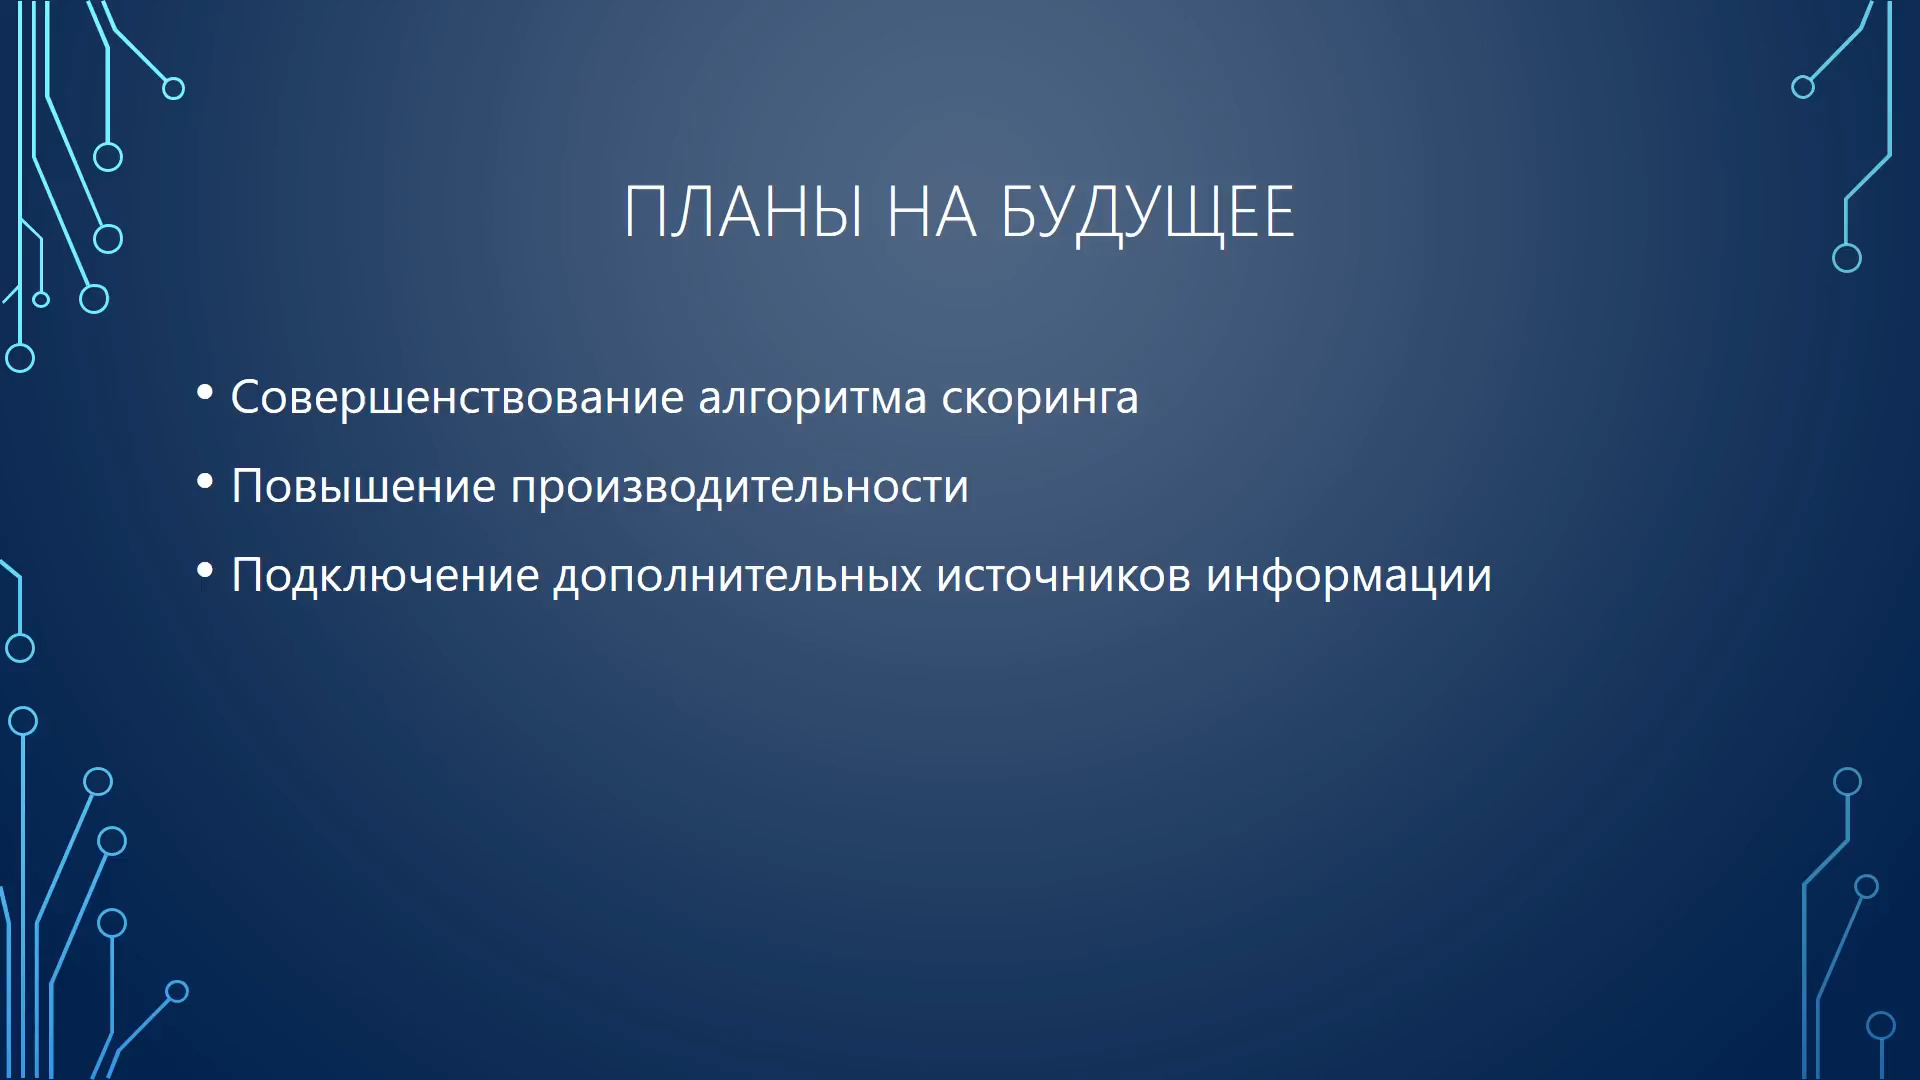 ПЛАНЫ НА БУДУЩЕЕ
• Совершенствование алгоритма скоринга
• Повышение производительности
• Подключение дополнительных источников информации